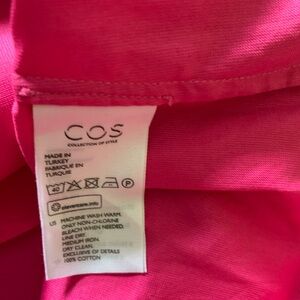 COS
COLLECTION OF STYLE
MADE IN
TURKEY
FABRIQUE EN
TURQUIE
40 P
clevercare.info
US MACHINE WASH WARM.
ONLY NON-CHLORINE
BLEACH WHEN NEEDED.
LINE DRY.
MEDIUM IRON.
DRY CLEAN.
EXCLUSIVE OF DETAILS
100% COTTON